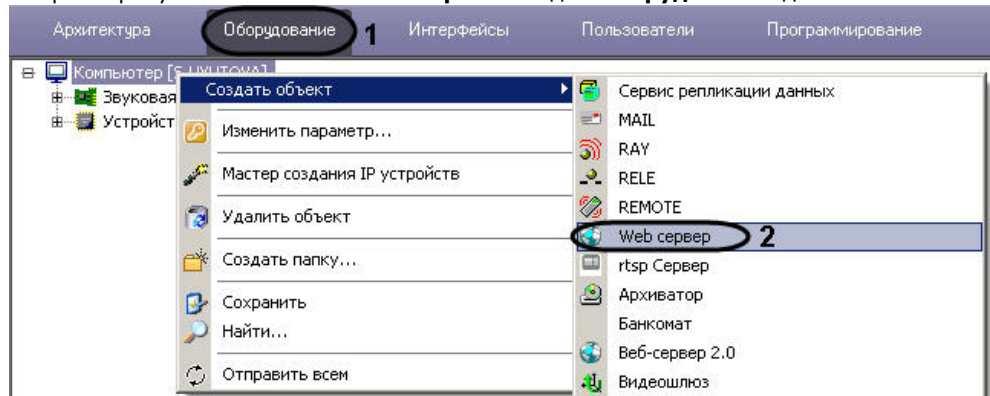 Архитектура Оборудование 1 Интерфейсы Пользователи Программирование
Компьютер
Звуковая
Устройст
Создать объект
Изменить параметр...
Мастер создания IP устройств
Удалить объект
Создать папку...
Сохранить
Найти...
Отправить всем
Сервис репликации данных
MAIL
RAY
RELE
REMOTE
Web сервер 2
rtsp Сервер
Архиватор
Банкомат
Веб-сервер 2.0
Видеошлюз